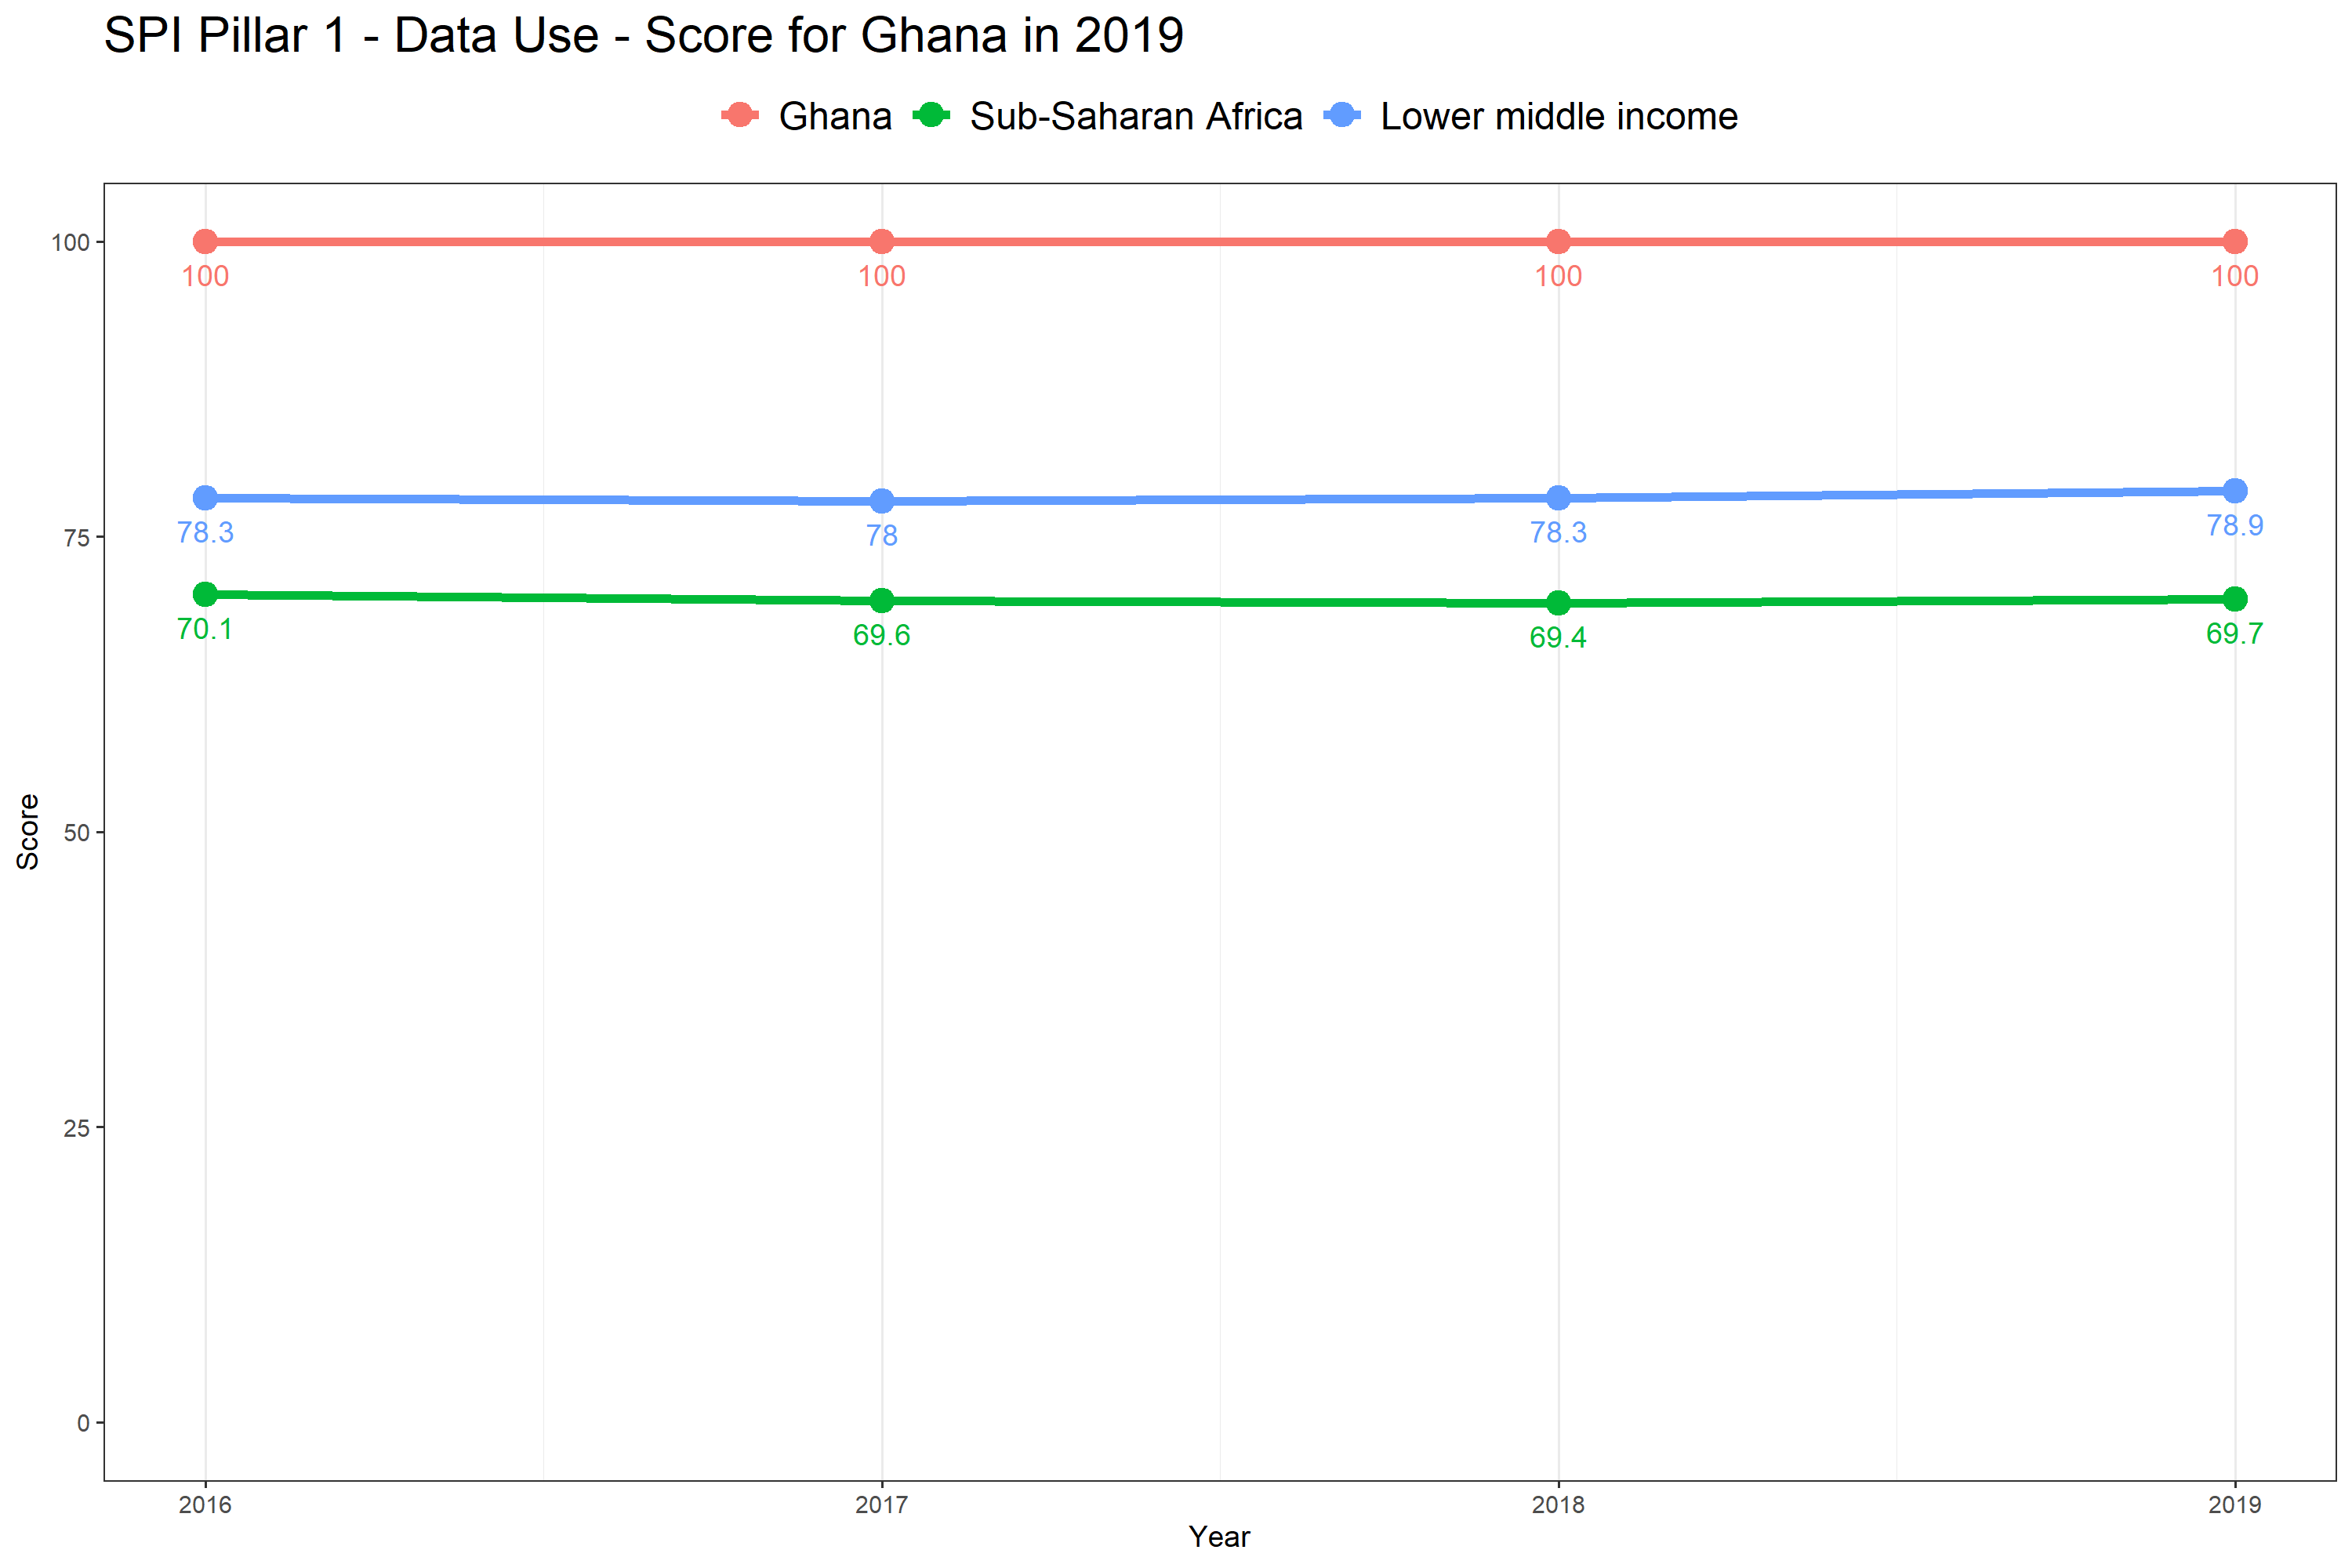 SPI Pillar 1 - Data Use - Score for Ghana in 2019
Ghana Sub-Saharan Africa Lower middle income
100
100 100 100 100
78.3 78 78.3 78.9
75
70.1 69.6 69.4 69.7
Score
50
25
0
2016 2017 2018 2019
Year